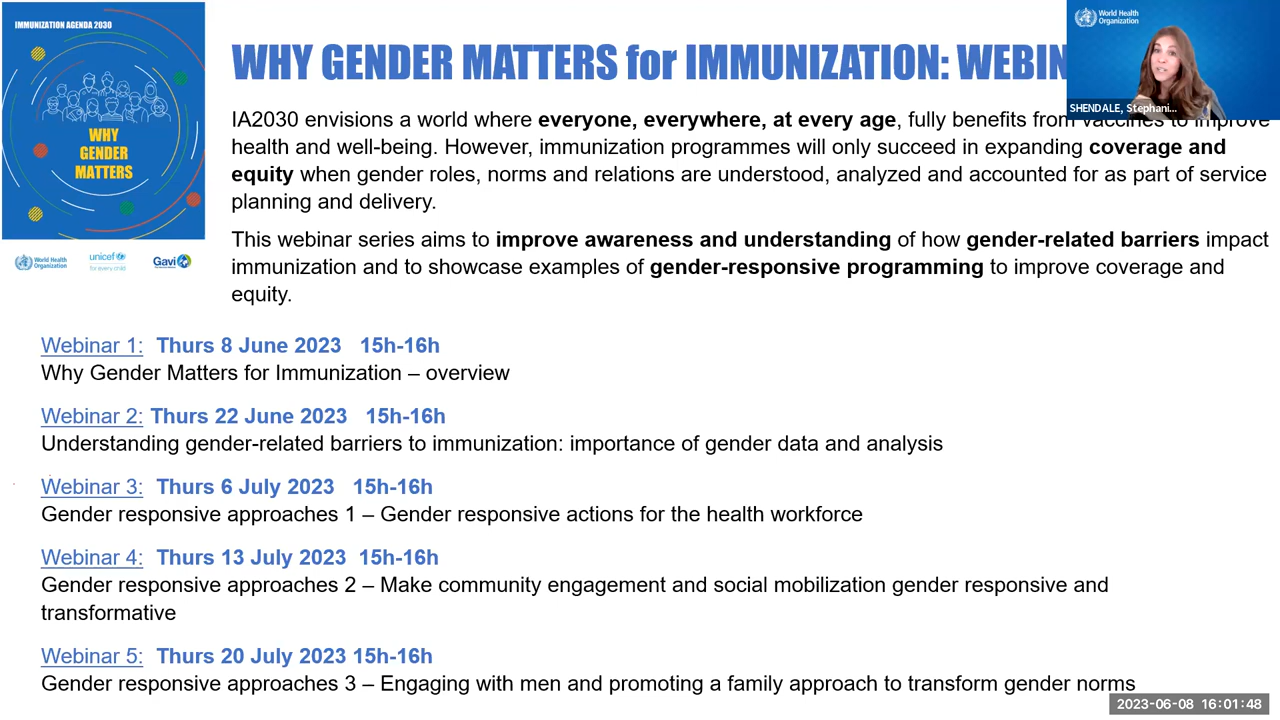 IMMUNIZATION AGENDA 2030
WHY
GENDER
MATTERS
World Health
Organization
unicef
for every child
Gavi
WHY GENDER MATTERS for IMMUNIZATION: WEBIN
World Health
Organization
SHENDALE, Stephani...
IA2030 envisions a world where everyone, everywhere, at every age, fully benefits from vaccines to improve
health and well-being. However, immunization programmes will only succeed in expanding coverage and
equity when gender roles, norms and relations are understood, analyzed and accounted for as part of service
planning and delivery.
This webinar series aims to improve awareness and understanding of how gender-related barriers impact
immunization and to showcase examples of gender-responsive programming to improve coverage and
equity.
Webinar 1: Thurs 8 June 2023 15h-16h
Why Gender Matters for Immunization – overview
Webinar 2: Thurs 22 June 2023 15h-16h
Understanding gender-related barriers to immunization: importance of gender data and analysis
Webinar 3: Thurs 6 July 2023 15h-16h
Gender responsive approaches 1 – Gender responsive actions for the health workforce
Webinar 4: Thurs 13 July 2023 15h-16h
Gender responsive approaches 2 – Make community engagement and social mobilization gender responsive and
transformative
Webinar 5: Thurs 20 July 2023 15h-16h
Gender responsive approaches 3 – Engaging with men and promoting a family approach to transform gender norms
2023-06-08 16:01:48